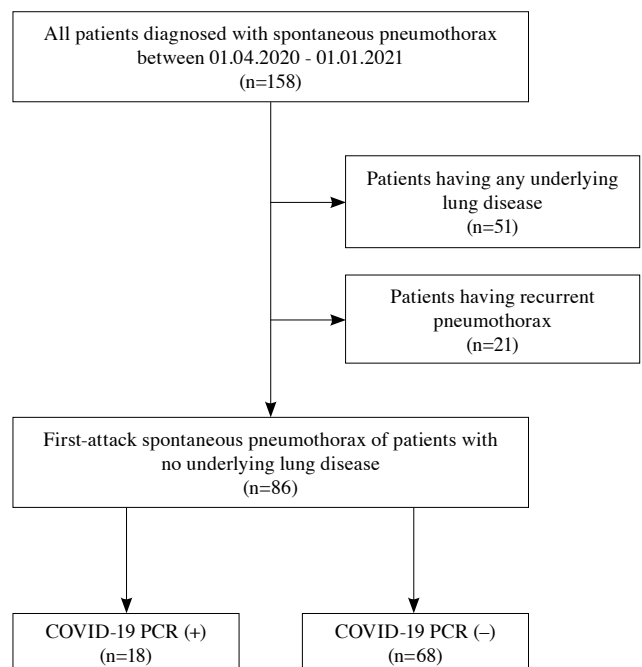 All patients diagnosed with spontaneous pneumothorax
between 01.04.2020 - 01.01.2021
(n=158)
Patients having any underlying
lung disease
(n=51)
Patients having recurrent
pneumothorax
(n=21)
First-attack spontaneous pneumothorax of patients with
no underlying lung disease
(n=86)
COVID-19 PCR (+)
(n=18)
COVID-19 PCR (–)
(n=68)